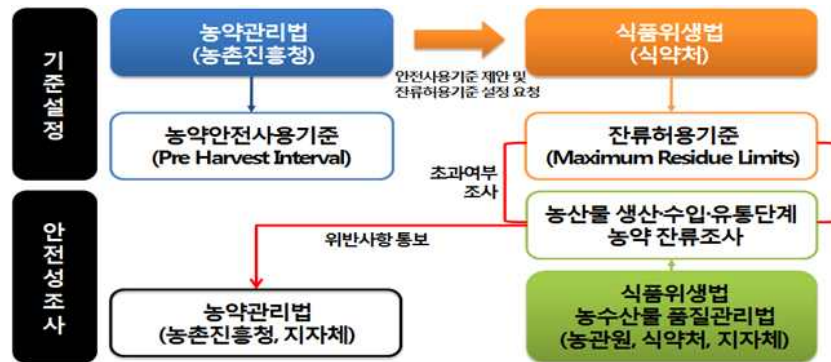 기준설정
농약관리법
(농촌진흥청)
안전사용기준 제안 및
잔류허용기준 설정 요청
식품위생법
(식약처)
농약안전사용기준
(Pre Harvest Interval)
잔류허용기준
(Maximum Residue Limits)
초과여부
조사
안전성조사
농산물 생산·수입·유통단계
농약 잔류조사
위반사항 통보
농약관리법
(농촌진흥청, 지자체)
식품위생법
농수산물 품질관리법
(농관원, 식약처, 지자체)